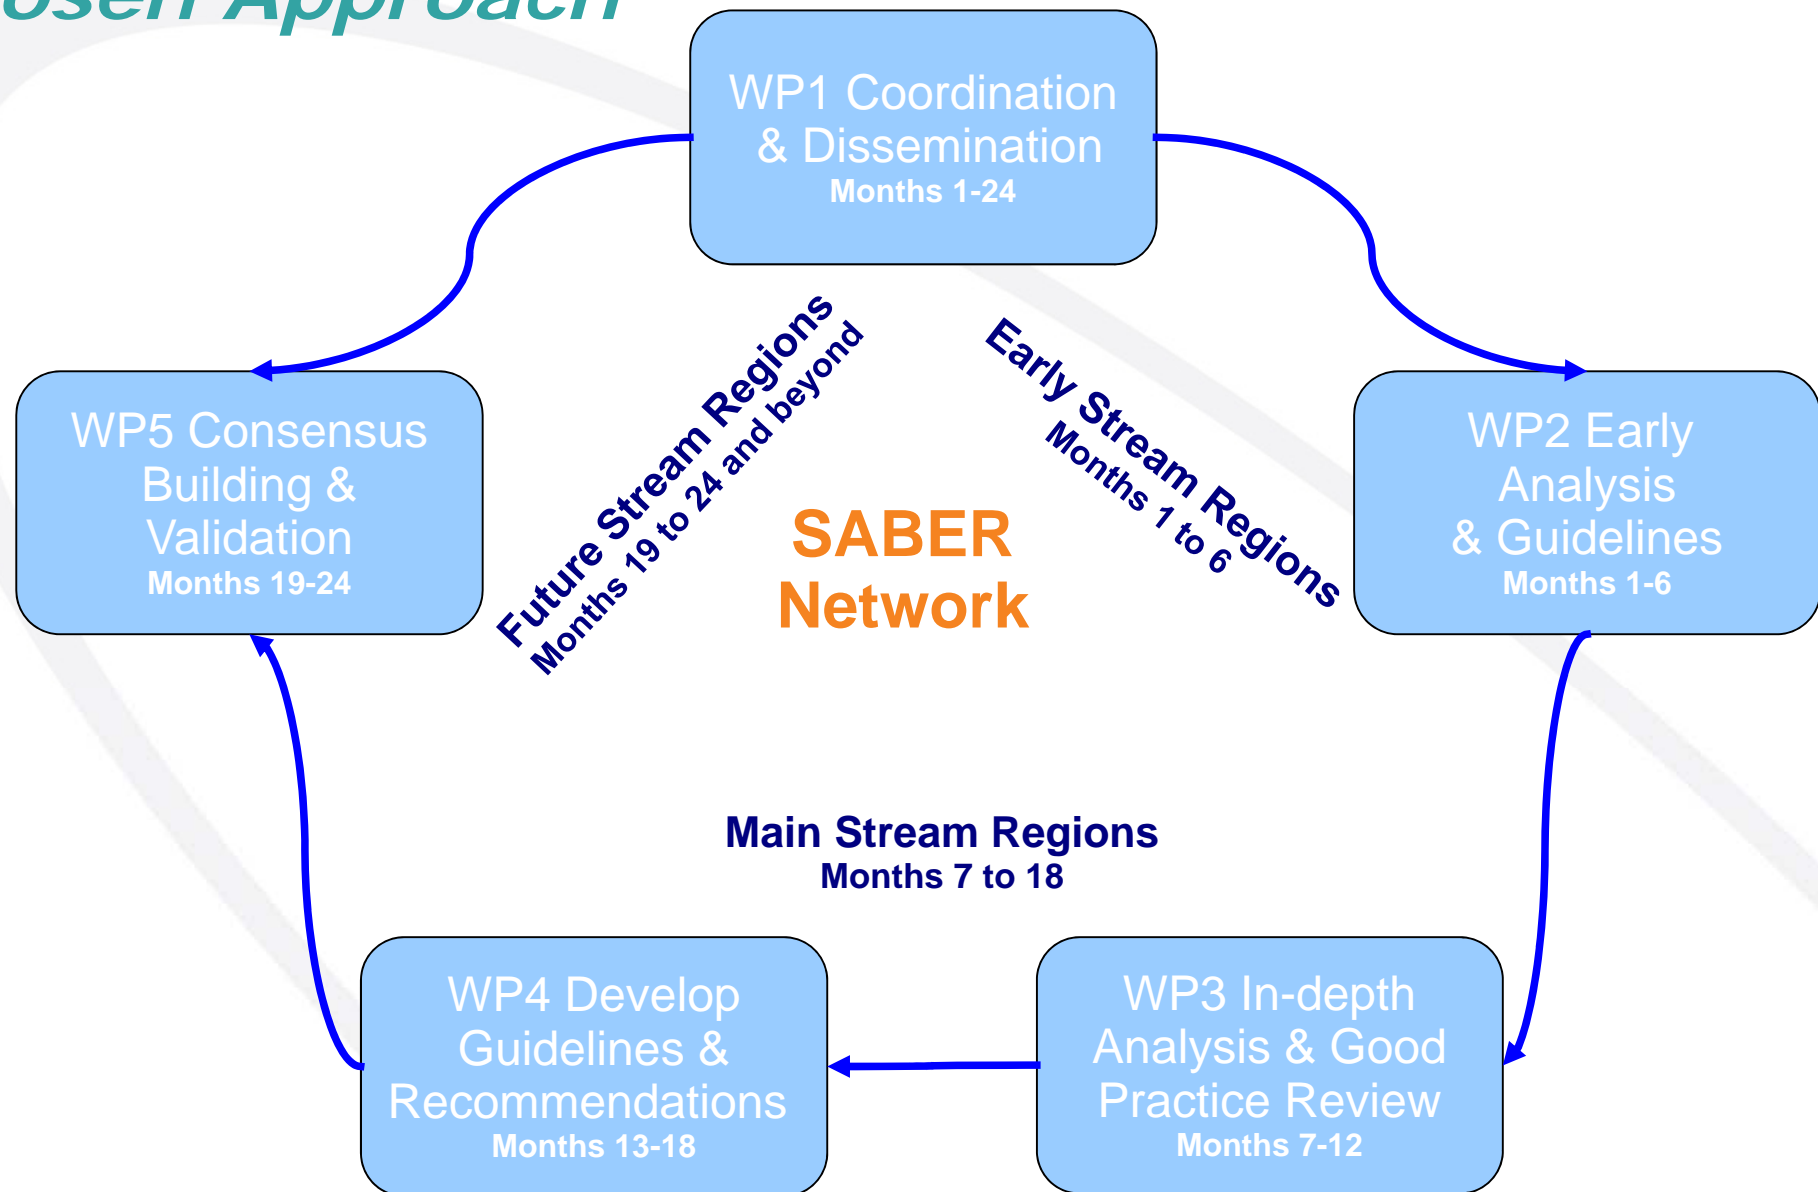 Approach
WP1 Coordination
& Dissemination
Months 1-24
Future Stream Regions
Months 19 to 24 and beyond
Early Stream Regions
Months 1 to 6
WP5 Consensus
Building &
Validation
Months 19-24
SABER
Network
WP2 Early
Analysis
& Guidelines
Months 1-6
Main Stream Regions
Months 7 to 18
WP4 Develop
Guidelines &
Recommendations
Months 13-18
WP3 In-depth
Analysis & Good
Practice Review
Months 7-12